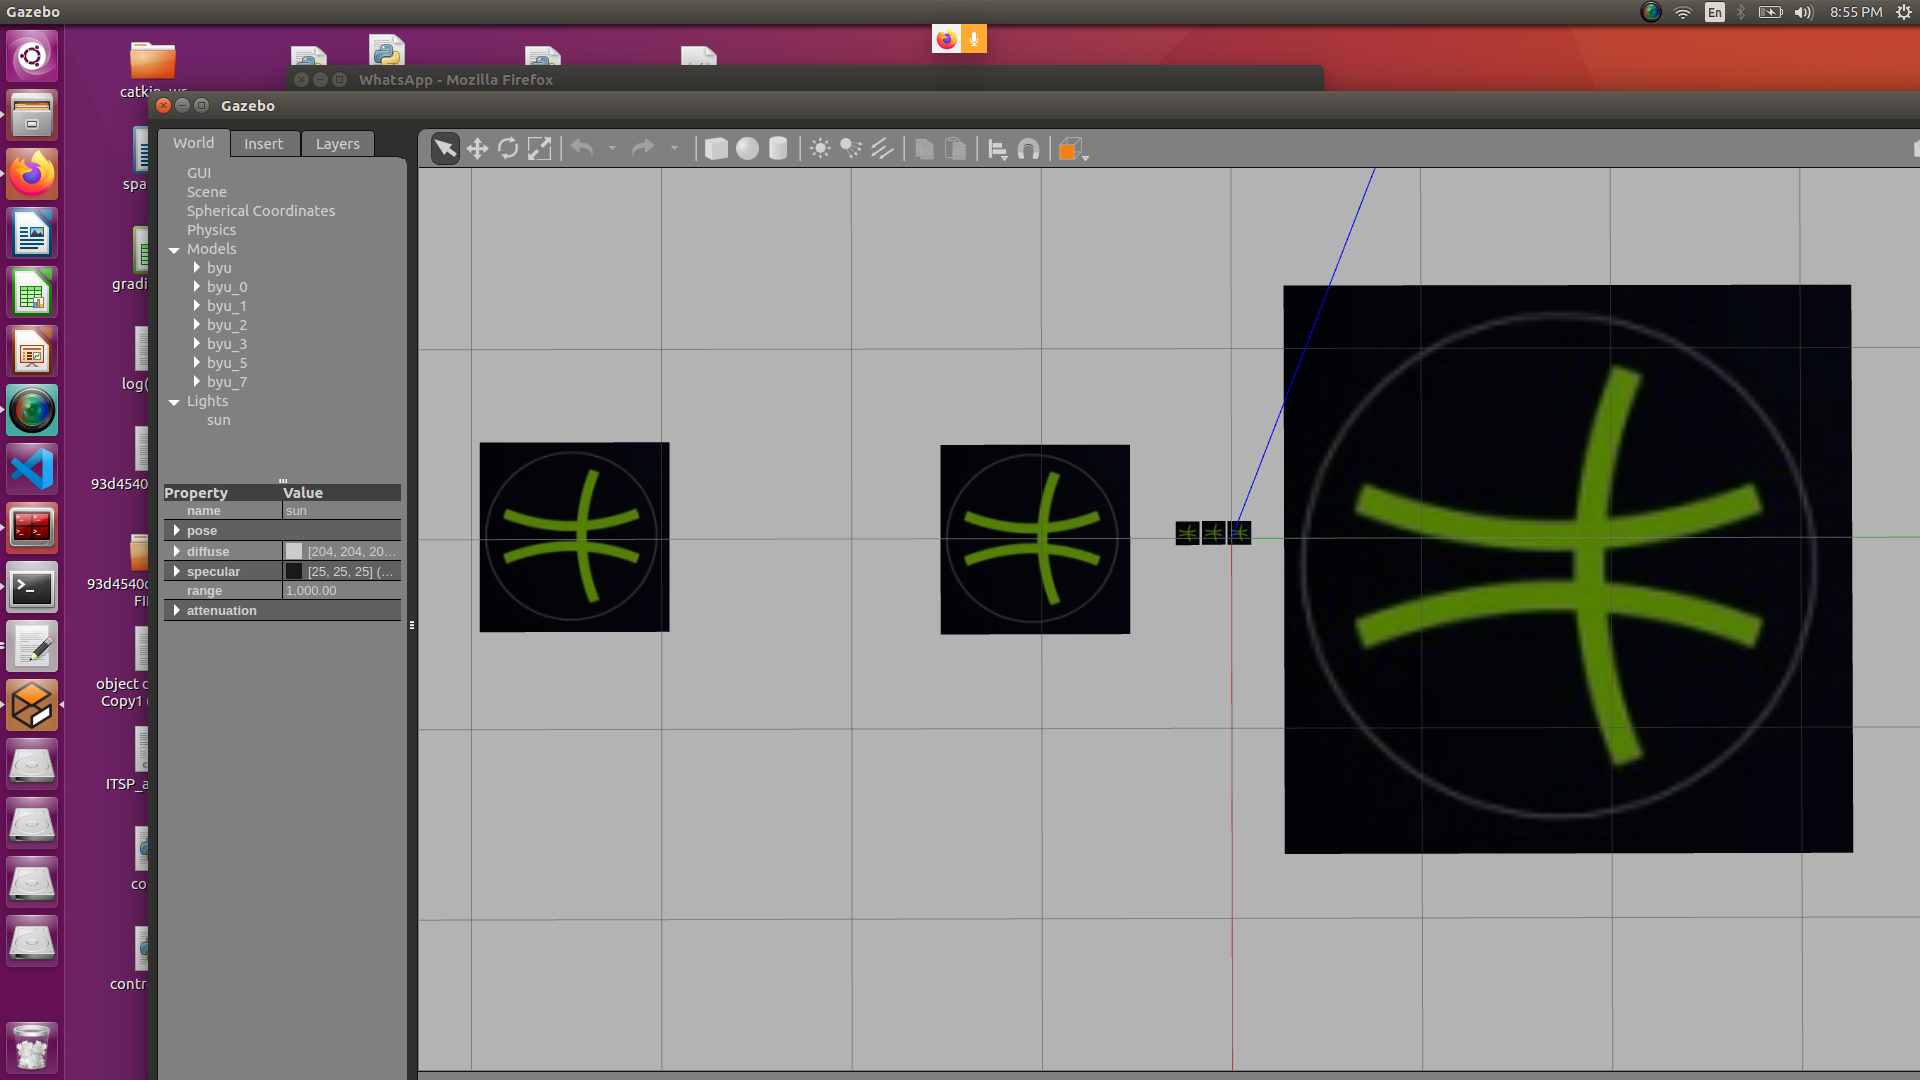 Gazebo
En
8:55 PM
catkin_ws
WhatsApp - Mozilla Firefox
Gazebo
World
Insert
Layers
GUI
Scene
Spherical Coordinates
Physics
Models
byu
byu_0
byu_1
byu_2
byu_3
byu_5
byu_7
Lights
sun
Property
Value
name
sun
pose
diffuse
[204, 204, 20...
specular
[25, 25, 25] (...
range
1,000.00
attenuation
spa
gradi
log(
93d4540
93d4540c
FI
object c
Copy1 (
ITSP_a
co
contr